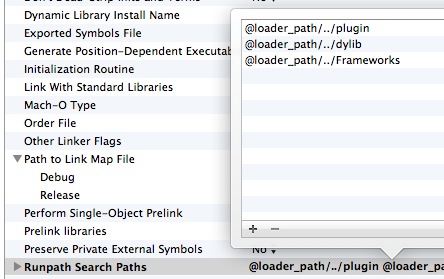 Dynamic Library Install Name
Exported Symbols File
Generate Position-Dependent
Initialization Routine
Link With Standard Libraries
Mach-O Type
Order File
Other Linker Flags
Path to Link Map File
Debug
Release
Perform Single-Object Prelink
Prelink libraries
Preserve Private External Symbols No
Runpath Search Paths @loader_path/../plugin @loader_pa
@loader_path/../plugin
@loader_path/../dylib
@loader_path/../Frameworks
+ −